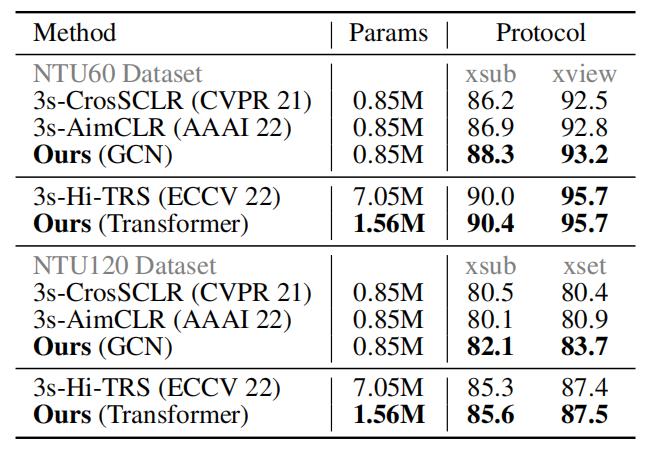 Method Params Protocol
NTU60 Dataset xsub xview
3s-CrosSCLR (CVPR 21) 0.85M 86.2 92.5
3s-AimCLR (AAAI 22) 0.85M 86.9 92.8
Ours (GCN) 0.85M 88.3 93.2
3s-Hi-TRS (ECCV 22) 7.05M 90.0 95.7
Ours (Transformer) 1.56M 90.4 95.7
NTU120 Dataset xsub xset
3s-CrosSCLR (CVPR 21) 0.85M 80.5 80.4
3s-AimCLR (AAAI 22) 0.85M 80.1 80.9
Ours (GCN) 0.85M 82.1 83.7
3s-Hi-TRS (ECCV 22) 7.05M 85.3 87.4
Ours (Transformer) 1.56M 85.6 87.5